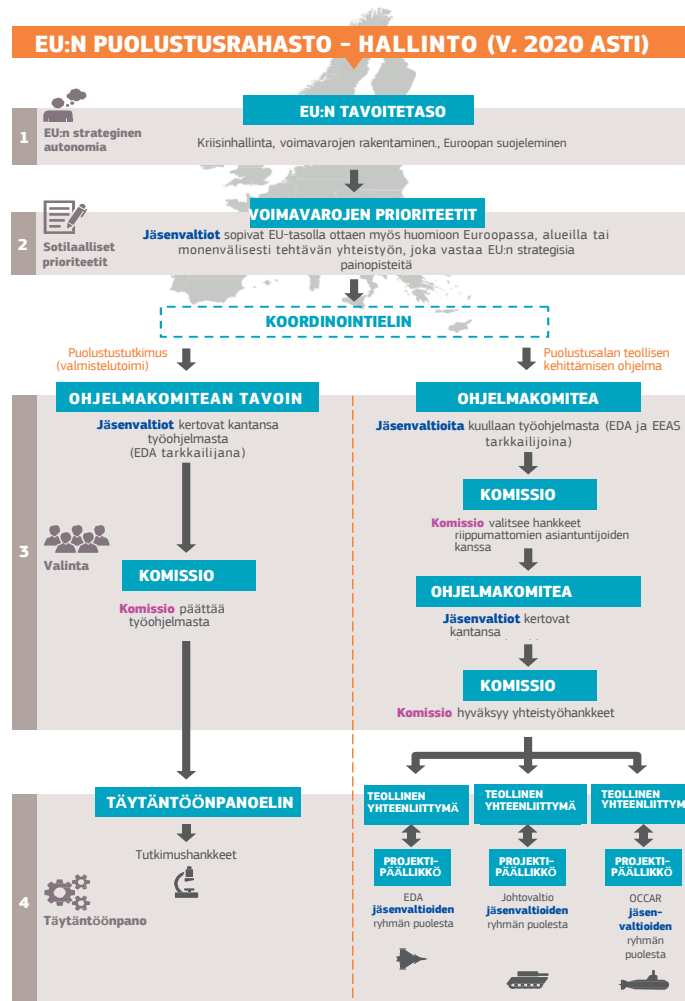 EU:N PUOLUSTUSRAHASTO – HALLINTO (V. 2020 ASTI)
1
EU:n strateginen
autonomia
EU:N TAVOITETASO
Kriisinhallinta, voimavarojen rakentaminen., Euroopan suojeleminen
2
Sotilaalliset
prioriteetit
VOIMAVAROJEN PRIORITEETIT
Jäsenvaltiot sopivat EU-tasolla ottaen myös huomioon Euroopassa, alueilla tai
monenvälisesti tehtävän yhteistyön, joka vastaa EU:n strategisia
painopisteitä
KOORDINOINTIELIN
Puolustustutkimus
(valmistelutoimi)
Puolustusalan teollisen
kehittämisen ohjelma
3
Valinta
OHJELMAKOMITEAN TAVOIN
Jäsenvaltiot kertovat kantansa
työohjelmasta
(EDA tarkkailijana)
KOMISSIO
Komissio päättää
työohjelmasta
OHJELMAKOMITEA
Jäsenvaltioita kuullaan työohjelmasta (EDA ja EEAS
tarkkailijoina)
KOMISSIO
Komissio valitsee hankkeet
riippumattomien asiantuntijoiden
kanssa
OHJELMAKOMITEA
Jäsenvaltiot kertovat
kantansa
KOMISSIO
Komissio hyväksyy yhteistyöhankkeet
4
Täytäntöönpano
TÄYTÄNTÖÖNPANOELIN
Tutkimushankkeet
TEOLLINEN
YHTEENLIITTYMÄ
PROJEKTI-
PÄÄLLIKKÖ
EDA
jäsenvaltioiden
ryhmän puolesta
TEOLLINEN
YHTEENLIITTYMÄ
PROJEKTI-
PÄÄLLIKKÖ
Johtovaltio
jäsenvaltioiden
ryhmän puolesta
TEOLLINEN
YHTEENLIITTYM
PROJEKTI-
PÄÄLLIKKÖ
OCCAR
jäsen-
valtioiden
ryhmän
puolesta